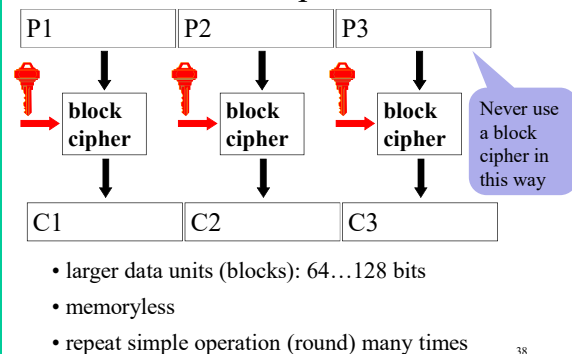 P1 P2 P3
block cipher block cipher block cipher
Never use
a block
cipher in
this way
C1 C2 C3
• larger data units (blocks): 64…128 bits
• memoryless
• repeat simple operation (round) many times
38